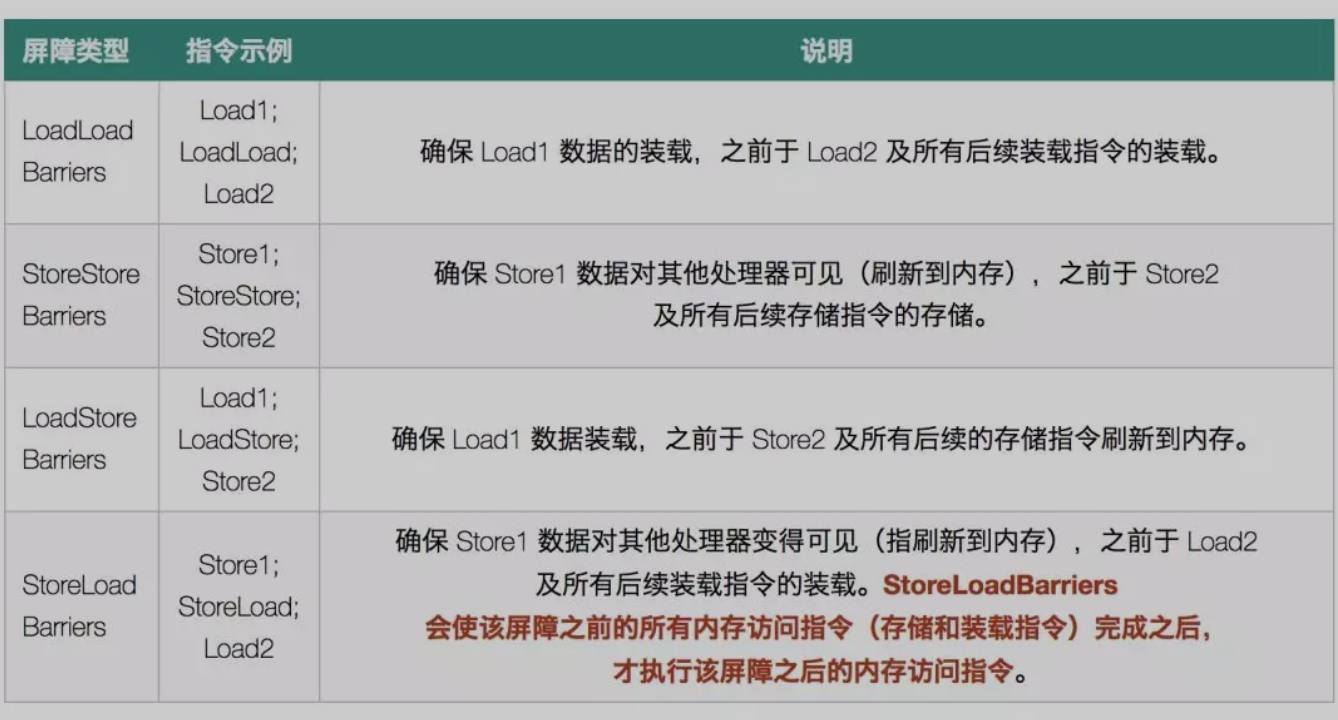 屏障类型 指令示例 说明
LoadLoad
Barriers
Load1;
LoadLoad;
Load2
确保 Load1 数据的装载，之前于 Load2 及所有后续装载指令的装载。
StoreStore
Barriers
Store1;
StoreStore;
Store2
确保 Store1 数据对其他处理器可见（刷新到内存），之前于 Store2
及所有后续存储指令的存储。
LoadStore
Barriers
Load1;
LoadStore;
Store2
确保 Load1 数据装载，之前于 Store2 及所有后续的存储指令刷新到内存。
StoreLoad
Barriers
Store1;
StoreLoad;
Load2
确保 Store1 数据对其他处理器变得可见（指刷新到内存），之前于 Load2
及所有后续装载指令的装载。StoreLoadBarriers
会使该屏障之前的所有内存访问指令（存储和装载指令）完成之后，
才执行该屏障之后的内存访问指令。